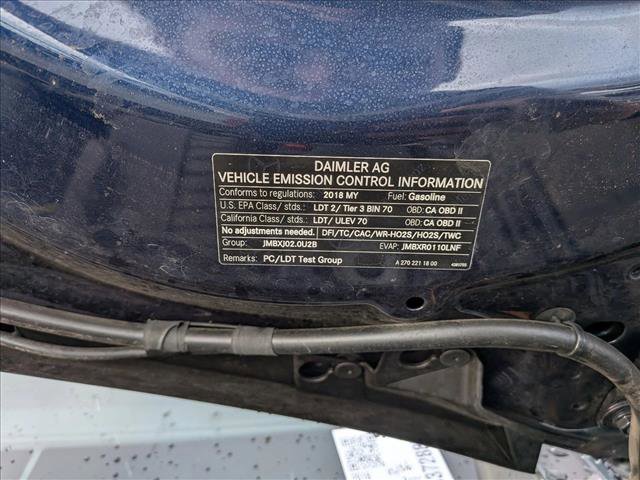 DAIMLER AG
VEHICLE EMISSION CONTROL INFORMATION
Conforms to regulations: 2018 MY Fuel: Gasoline
U.S. EPA Class/ stds.: LDT 2/ Tier 3 BIN 70 OBD: CA OBD II
California Class/ stds.: LDT/ ULEV 70 OBD: CA OBD II
No adjustments needed. DFI/TC/CAC/WR-HO2S/HO2S/TWC
Group: JMBXJ02.0U2B EVAP: JMBXR0110LNF
Remarks: PC/LDT Test Group A 270 221 18 00